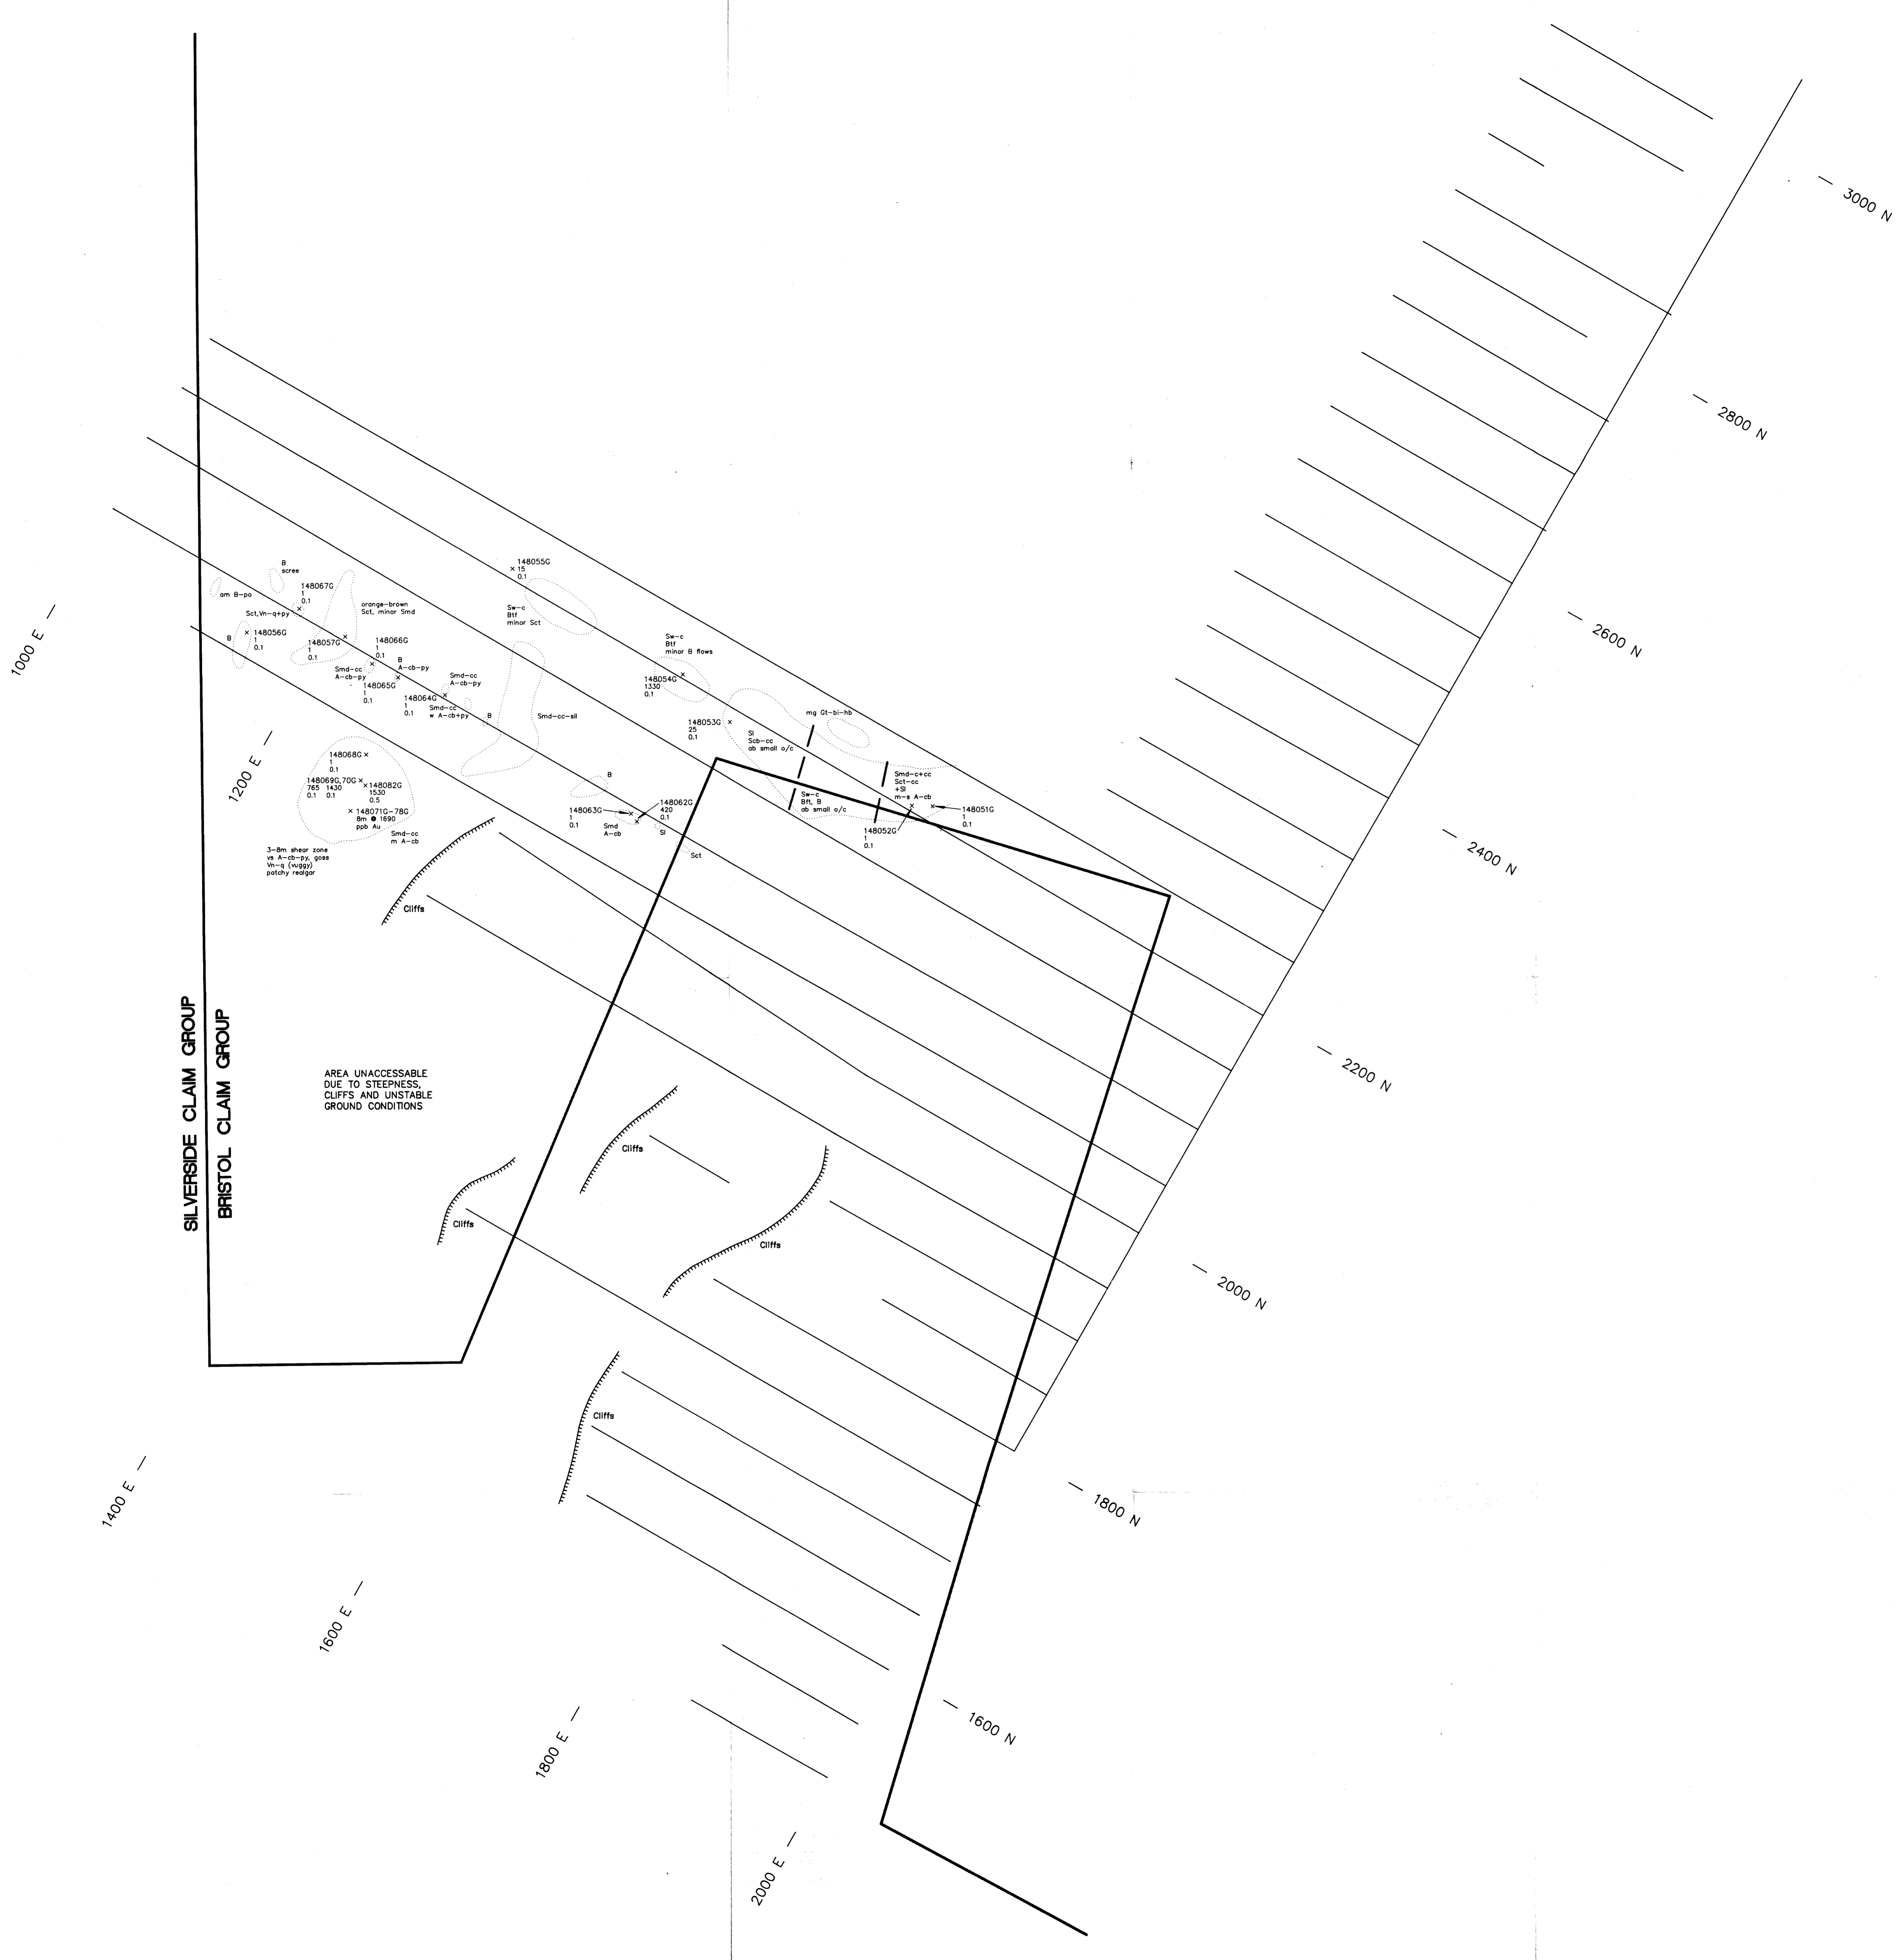 3000 N
2800 N
2600 N
2400 N
2200 N
2000 N
1800 N
1600 N
1000 E
1200 E
1400 E
1600 E
1800 E
2000 E
SILVERSIDE CLAIM GROUP
BRISTOL CLAIM GROUP
B
scree
am B-po
148067G
1
0.1
Sct,Vn-q+py
orange-brown
Sct, minor Smd
B
148056G
1
0.1
148057G
1
0.1
148066G
1
0.1
Smd-cc
A-cb-py
B
A-cb-py
148065G
1
0.1
148064G
1
0.1
Smd-cc
A-cb-py
Smd-cc
w A-cb+py
B
Smd-cc-sil
148055G
15
0.1
Sw-c
Btf
minor Sct
Sw-c
Btf
minor B flows
148054G
1330
0.1
148053G
25
0.1
Sl
Scb-cc
ab small o/c
mg Gt-bi-hb
Sw-c
Bft, B
ab small o/c
Smd-c+cc
Sct-cc
+Sl
m-s A-cb
148051G
1
0.1
148052G
1
0.1
148068G
1
0.1
148069G,70G
765 1430
0.1 0.1
148082G
1530
0.5
148071G-78G
8m @ 1690
ppb Au
Smd-cc
m A-cb
3-8m shear zone
vs A-cb-py, goss
Vn-q (vuggy)
patchy realgar
B
148063G
1
0.1
148062G
420
0.1
Smd
A-cb
Sl
Sct
Cliffs
AREA UNACCESSABLE
DUE TO STEEPNESS,
CLIFFS AND UNSTABLE
GROUND CONDITIONS
Cliffs
Cliffs
Cliffs
Cliffs